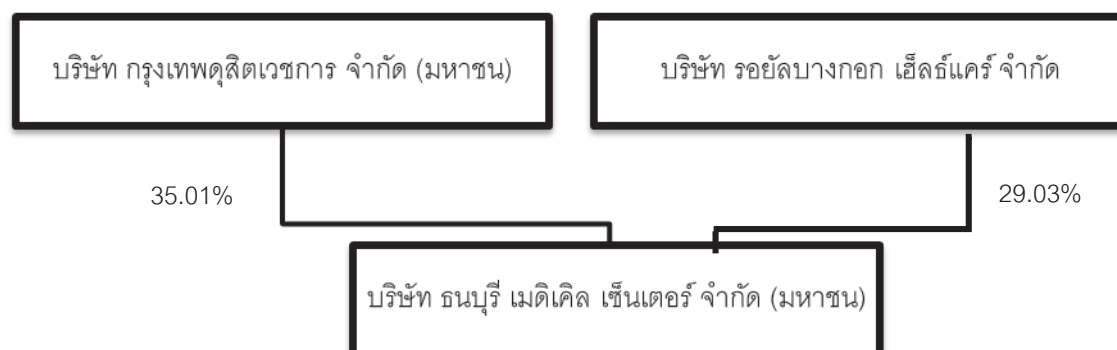 บริษัท กรุงเทพดุสิตเวชการ จำกัด (มหาชน)
บริษัท รอยัลบางกอก เฮ็ลธ์แคร์ จำกัด
35.01%
29.03%
บริษัท ธนบุรี เมดิเคิล เซ็นเตอร์ จำกัด (มหาชน)